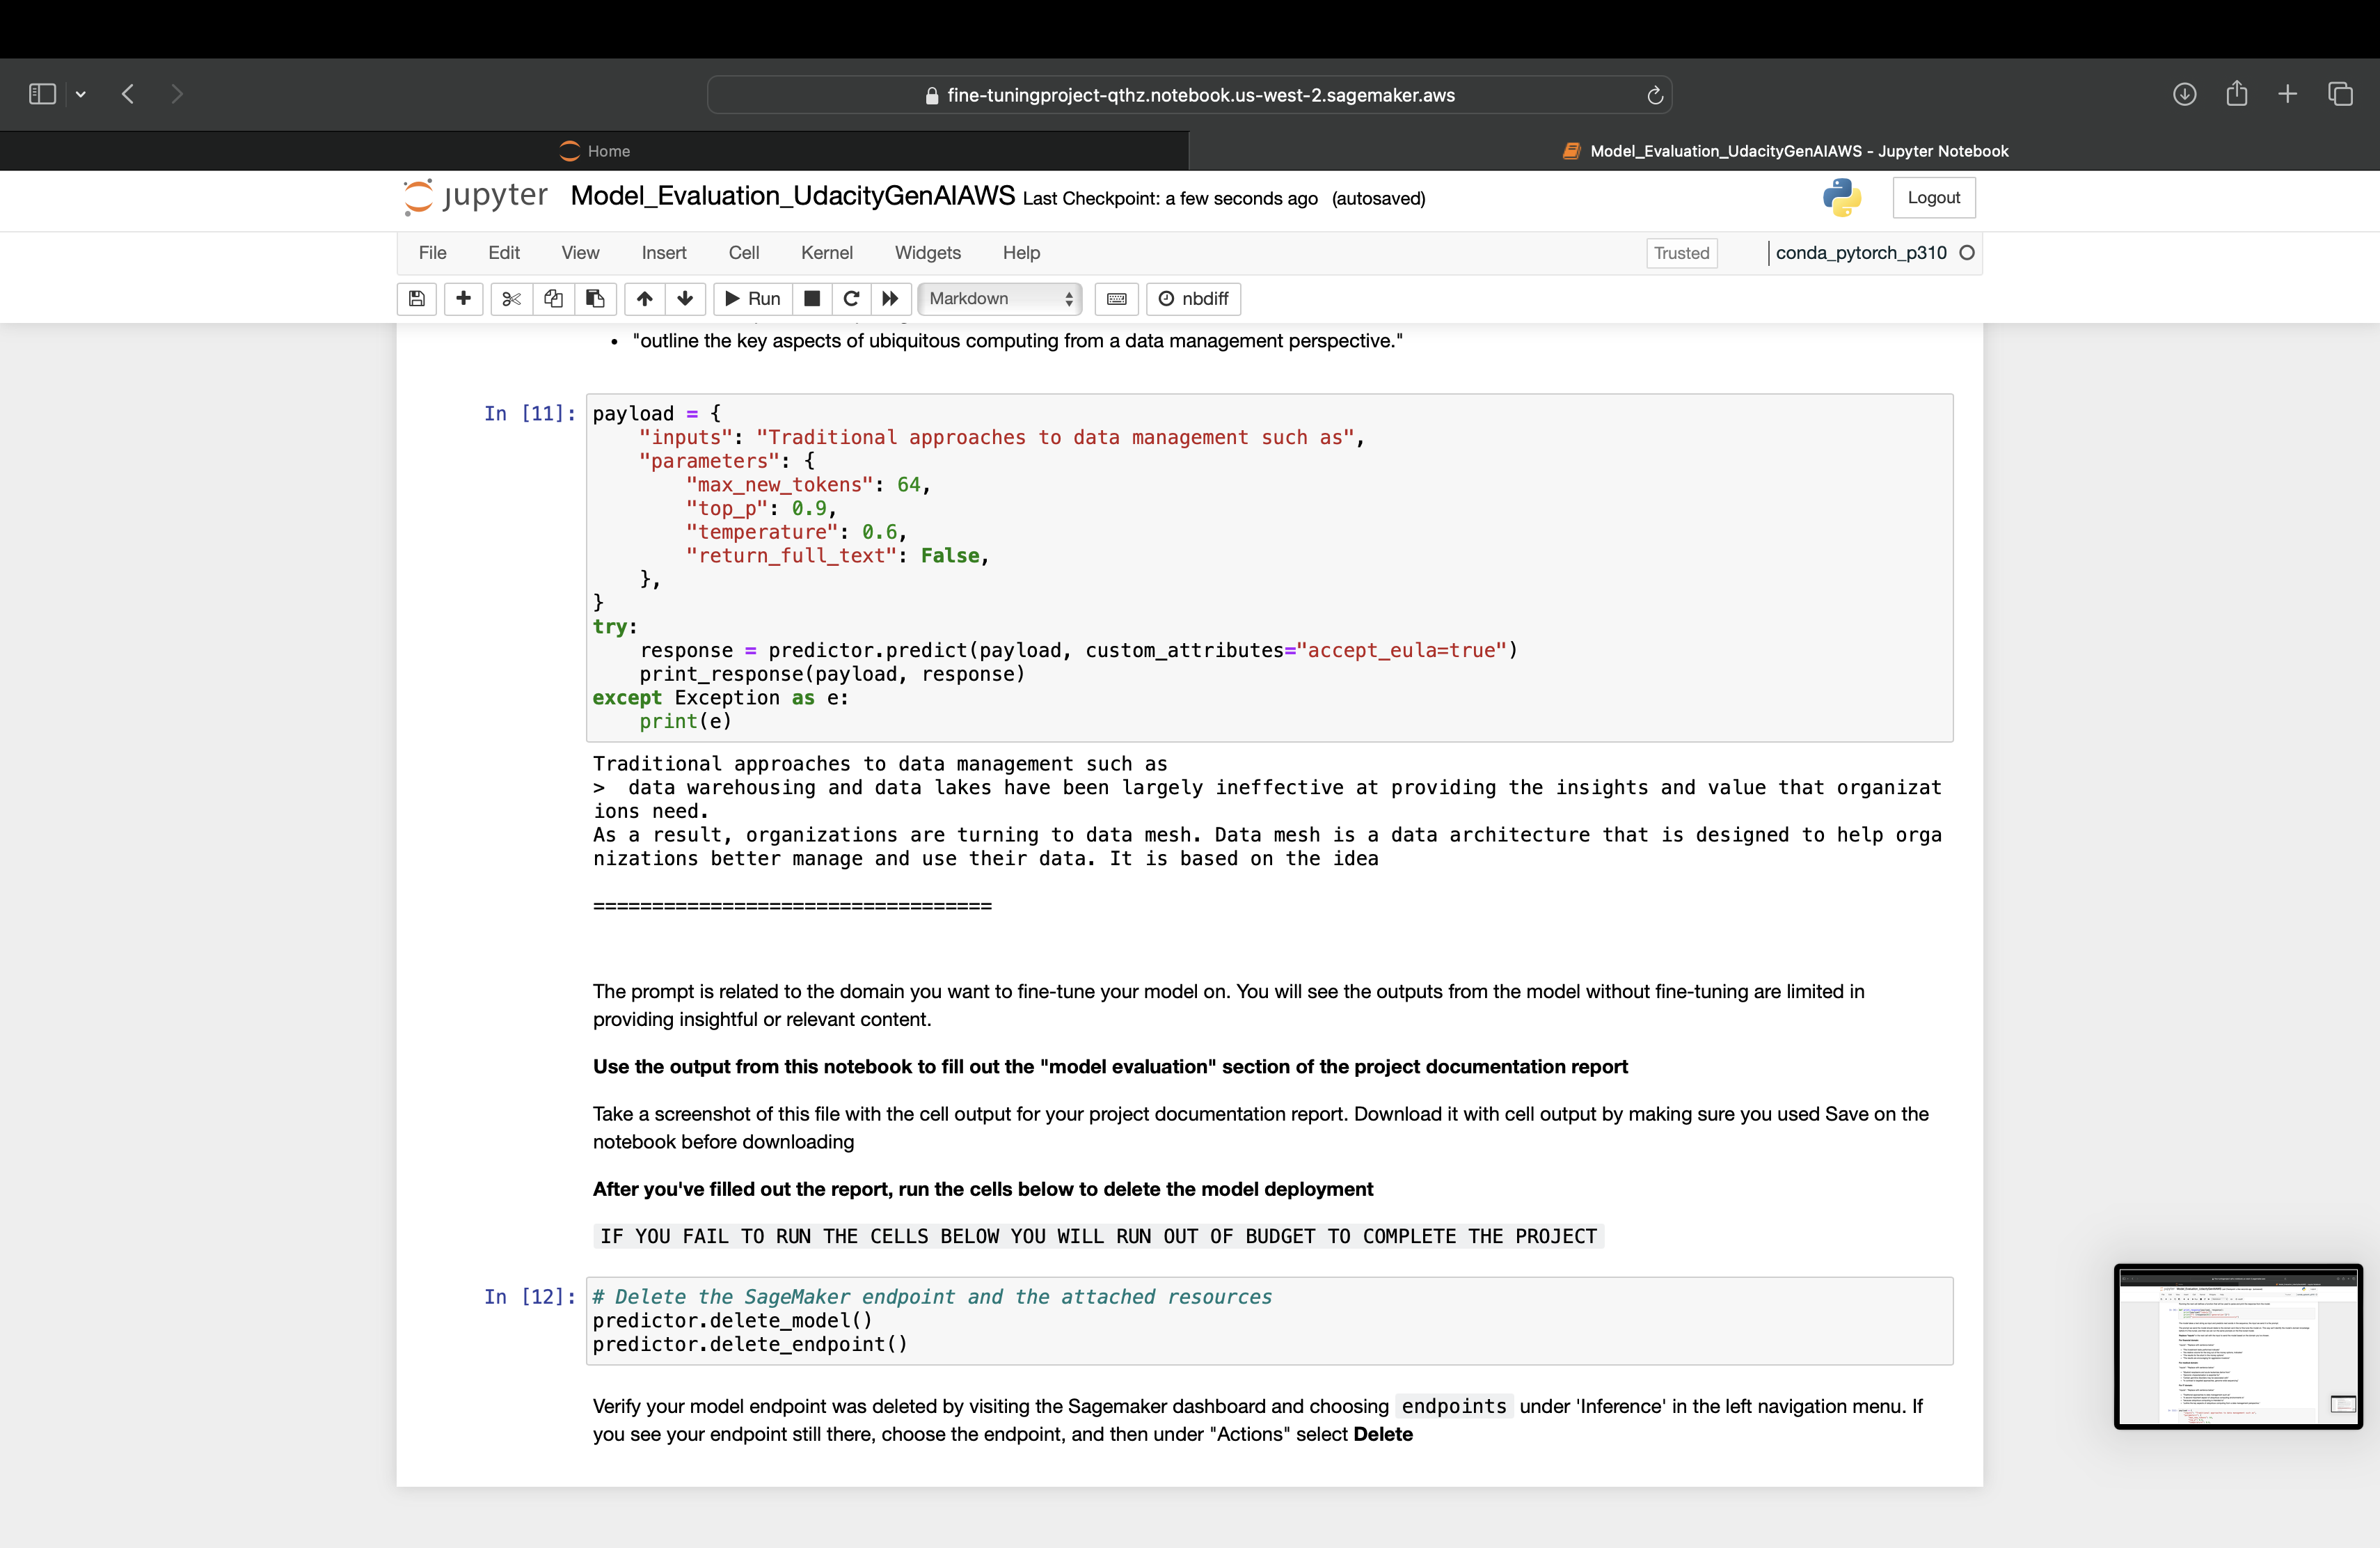 fine-tuningproject-qthz.notebook.us-west-2.sagemaker.aws
Home
Model_Evaluation_UdacityGenAIAWS - Jupyter Notebook
jupyter Model_Evaluation_UdacityGenAIAWS Last Checkpoint: a few seconds ago (autosaved)
Logout
File Edit View Insert Cell Kernel Widgets Help
Trusted
conda_pytorch_p310
Run
Markdown
nbdiff
• "outline the key aspects of ubiquitous computing from a data management perspective."
In [11]:
payload = {
    "inputs": "Traditional approaches to data management such as",
    "parameters": {
        "max_new_tokens": 64,
        "top_p": 0.9,
        "temperature": 0.6,
        "return_full_text": False,
    },
}
try:
    response = predictor.predict(payload, custom_attributes="accept_eula=true")
    print_response(payload, response)
except Exception as e:
    print(e)
Traditional approaches to data management such as
>  data warehousing and data lakes have been largely ineffective at providing the insights and value that organizat
ions need.
As a result, organizations are turning to data mesh. Data mesh is a data architecture that is designed to help orga
nizations better manage and use their data. It is based on the idea
==================================
The prompt is related to the domain you want to fine-tune your model on. You will see the outputs from the model without fine-tuning are limited in
providing insightful or relevant content.
Use the output from this notebook to fill out the "model evaluation" section of the project documentation report
Take a screenshot of this file with the cell output for your project documentation report. Download it with cell output by making sure you used Save on the
notebook before downloading
After you've filled out the report, run the cells below to delete the model deployment
IF YOU FAIL TO RUN THE CELLS BELOW YOU WILL RUN OUT OF BUDGET TO COMPLETE THE PROJECT
In [12]:
# Delete the SageMaker endpoint and the attached resources
predictor.delete_model()
predictor.delete_endpoint()
Verify your model endpoint was deleted by visiting the Sagemaker dashboard and choosing endpoints under 'Inference' in the left navigation menu. If
you see your endpoint still there, choose the endpoint, and then under "Actions" select Delete